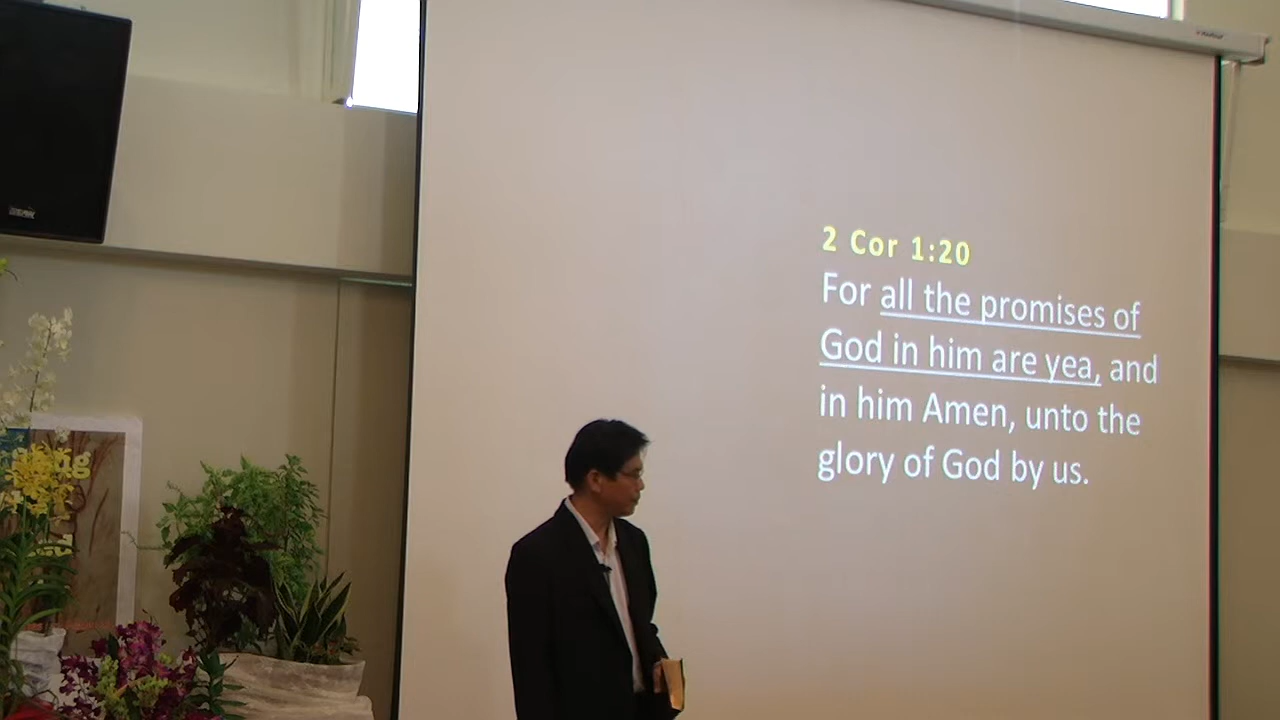 2 Cor 1:20
For all the promises of
God in him are yea, and
in him Amen, unto the
glory of God by us.